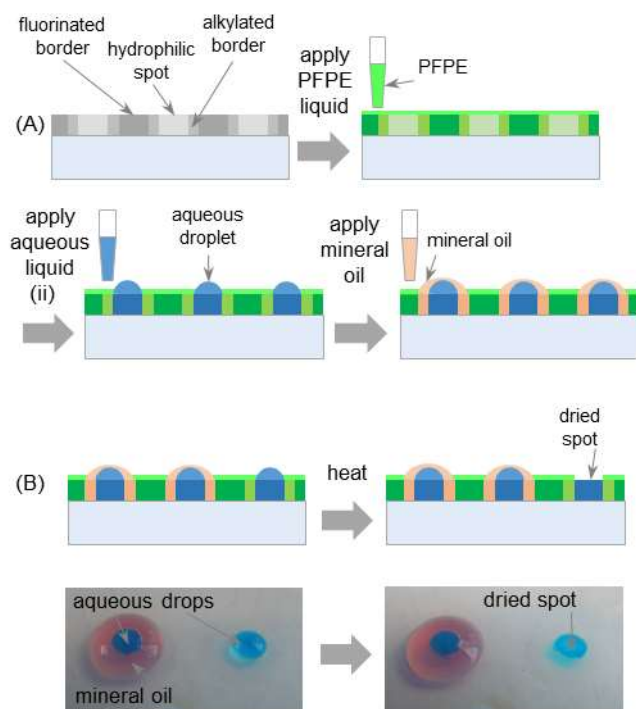 fluorinated
border
hydrophilic
spot
alkylated
border
apply
PFPE
liquid
PFPE
(A)
apply
aqueous
liquid
(ii)
aqueous
droplet
apply
mineral
oil
mineral oil
(B)
heat
dried
spot
aqueous drops
mineral oil
dried spot